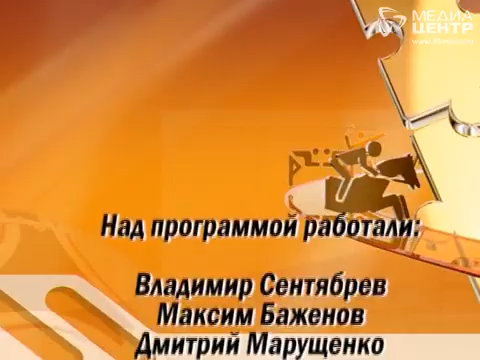 МЕДИА
ЦЕНТР
Над программой работали:
Владимир Сентябрев
Максим Баженов
Дмитрий Марущенко